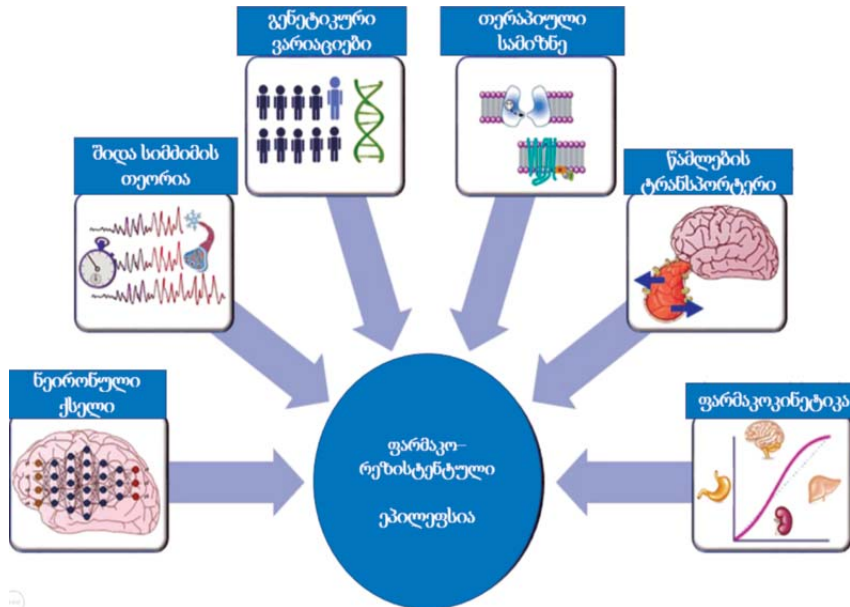 გენეტიკური
ვარიაციები
თერაპიული
სამიზნე
შიდა სიმძიმის
თეორია
წამლების
ტრანსპორტერი
ნეირონული
ქსელი
ფარმაკოკინეტიკა
ფარმაკო–
რეზისტენტული
ეპილეფსია